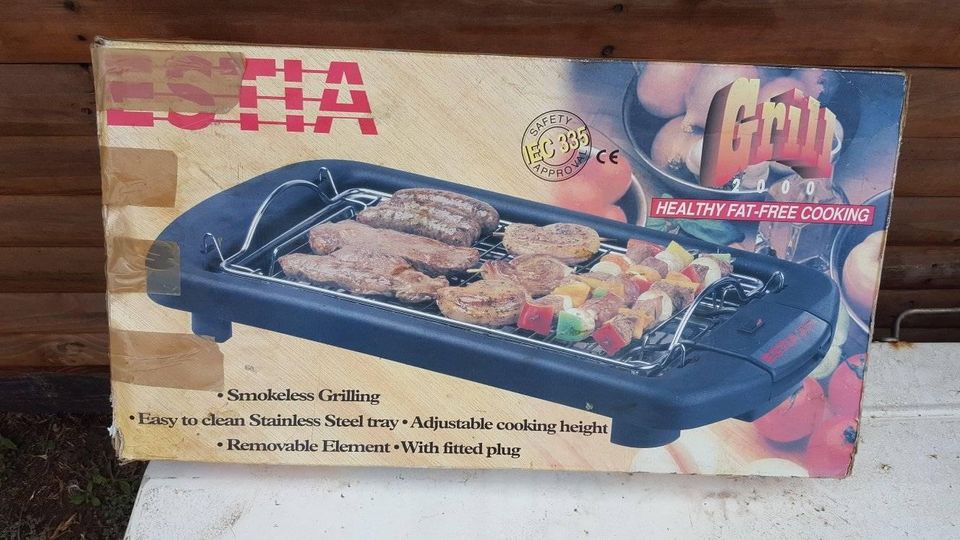 ESTIA
SAFETY
IEC 335
APPROVAL
CE
Grill
2000
HEALTHY FAT-FREE COOKING
• Smokeless Grilling
• Easy to clean Stainless Steel tray • Adjustable cooking height
• Removable Element • With fitted plug